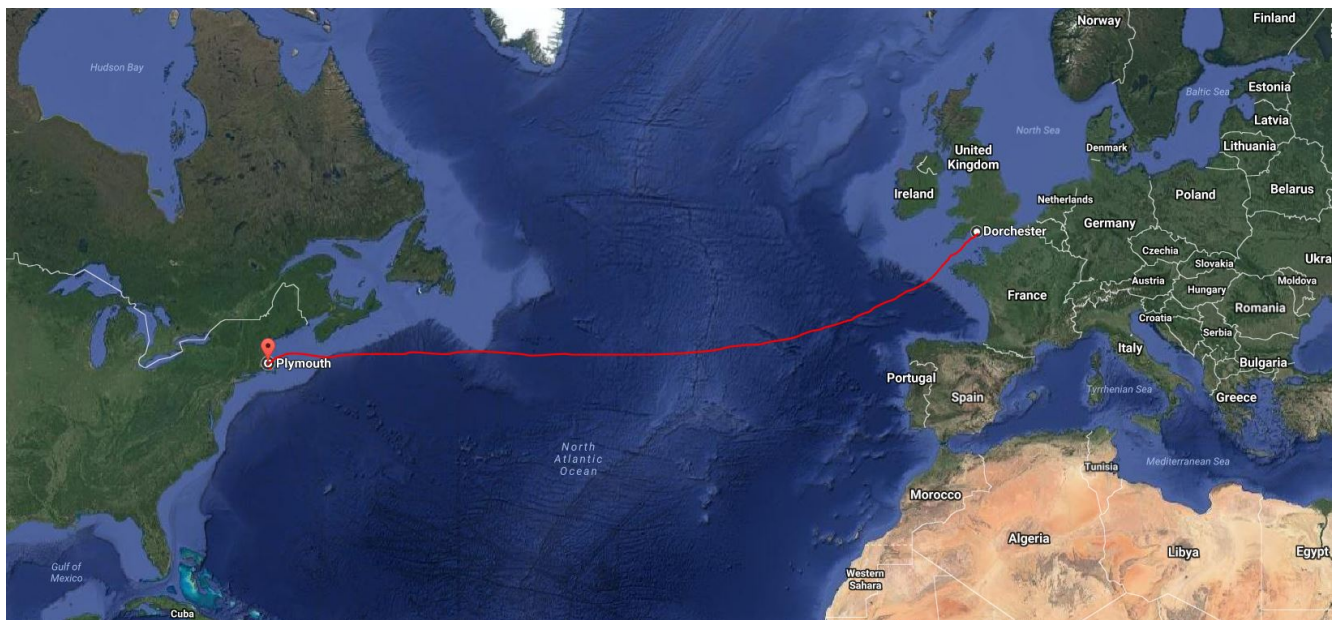 Norway
Finland
Hudson Bay
Baltic Sea
Estonia
Latvia
North Sea
Denmark
Lithuania
United
Kingdom
Ireland
Belarus
Poland
Netherlands
Germany
Dorchester
Czechia
Slovakia
Ukra
Austria
Moldova
Hungary
France
Romania
Croatia
Serbia
Italy
Plymouth
Bulgaria
Portugal
Spain
Tyrrhenian Sea
Greece
North
Atlantic
Ocean
Mediterranean Sea
Tunisia
Morocco
Algeria
Libya
Egypt
Gulf of
Mexico
Western
Sahara
Cuba